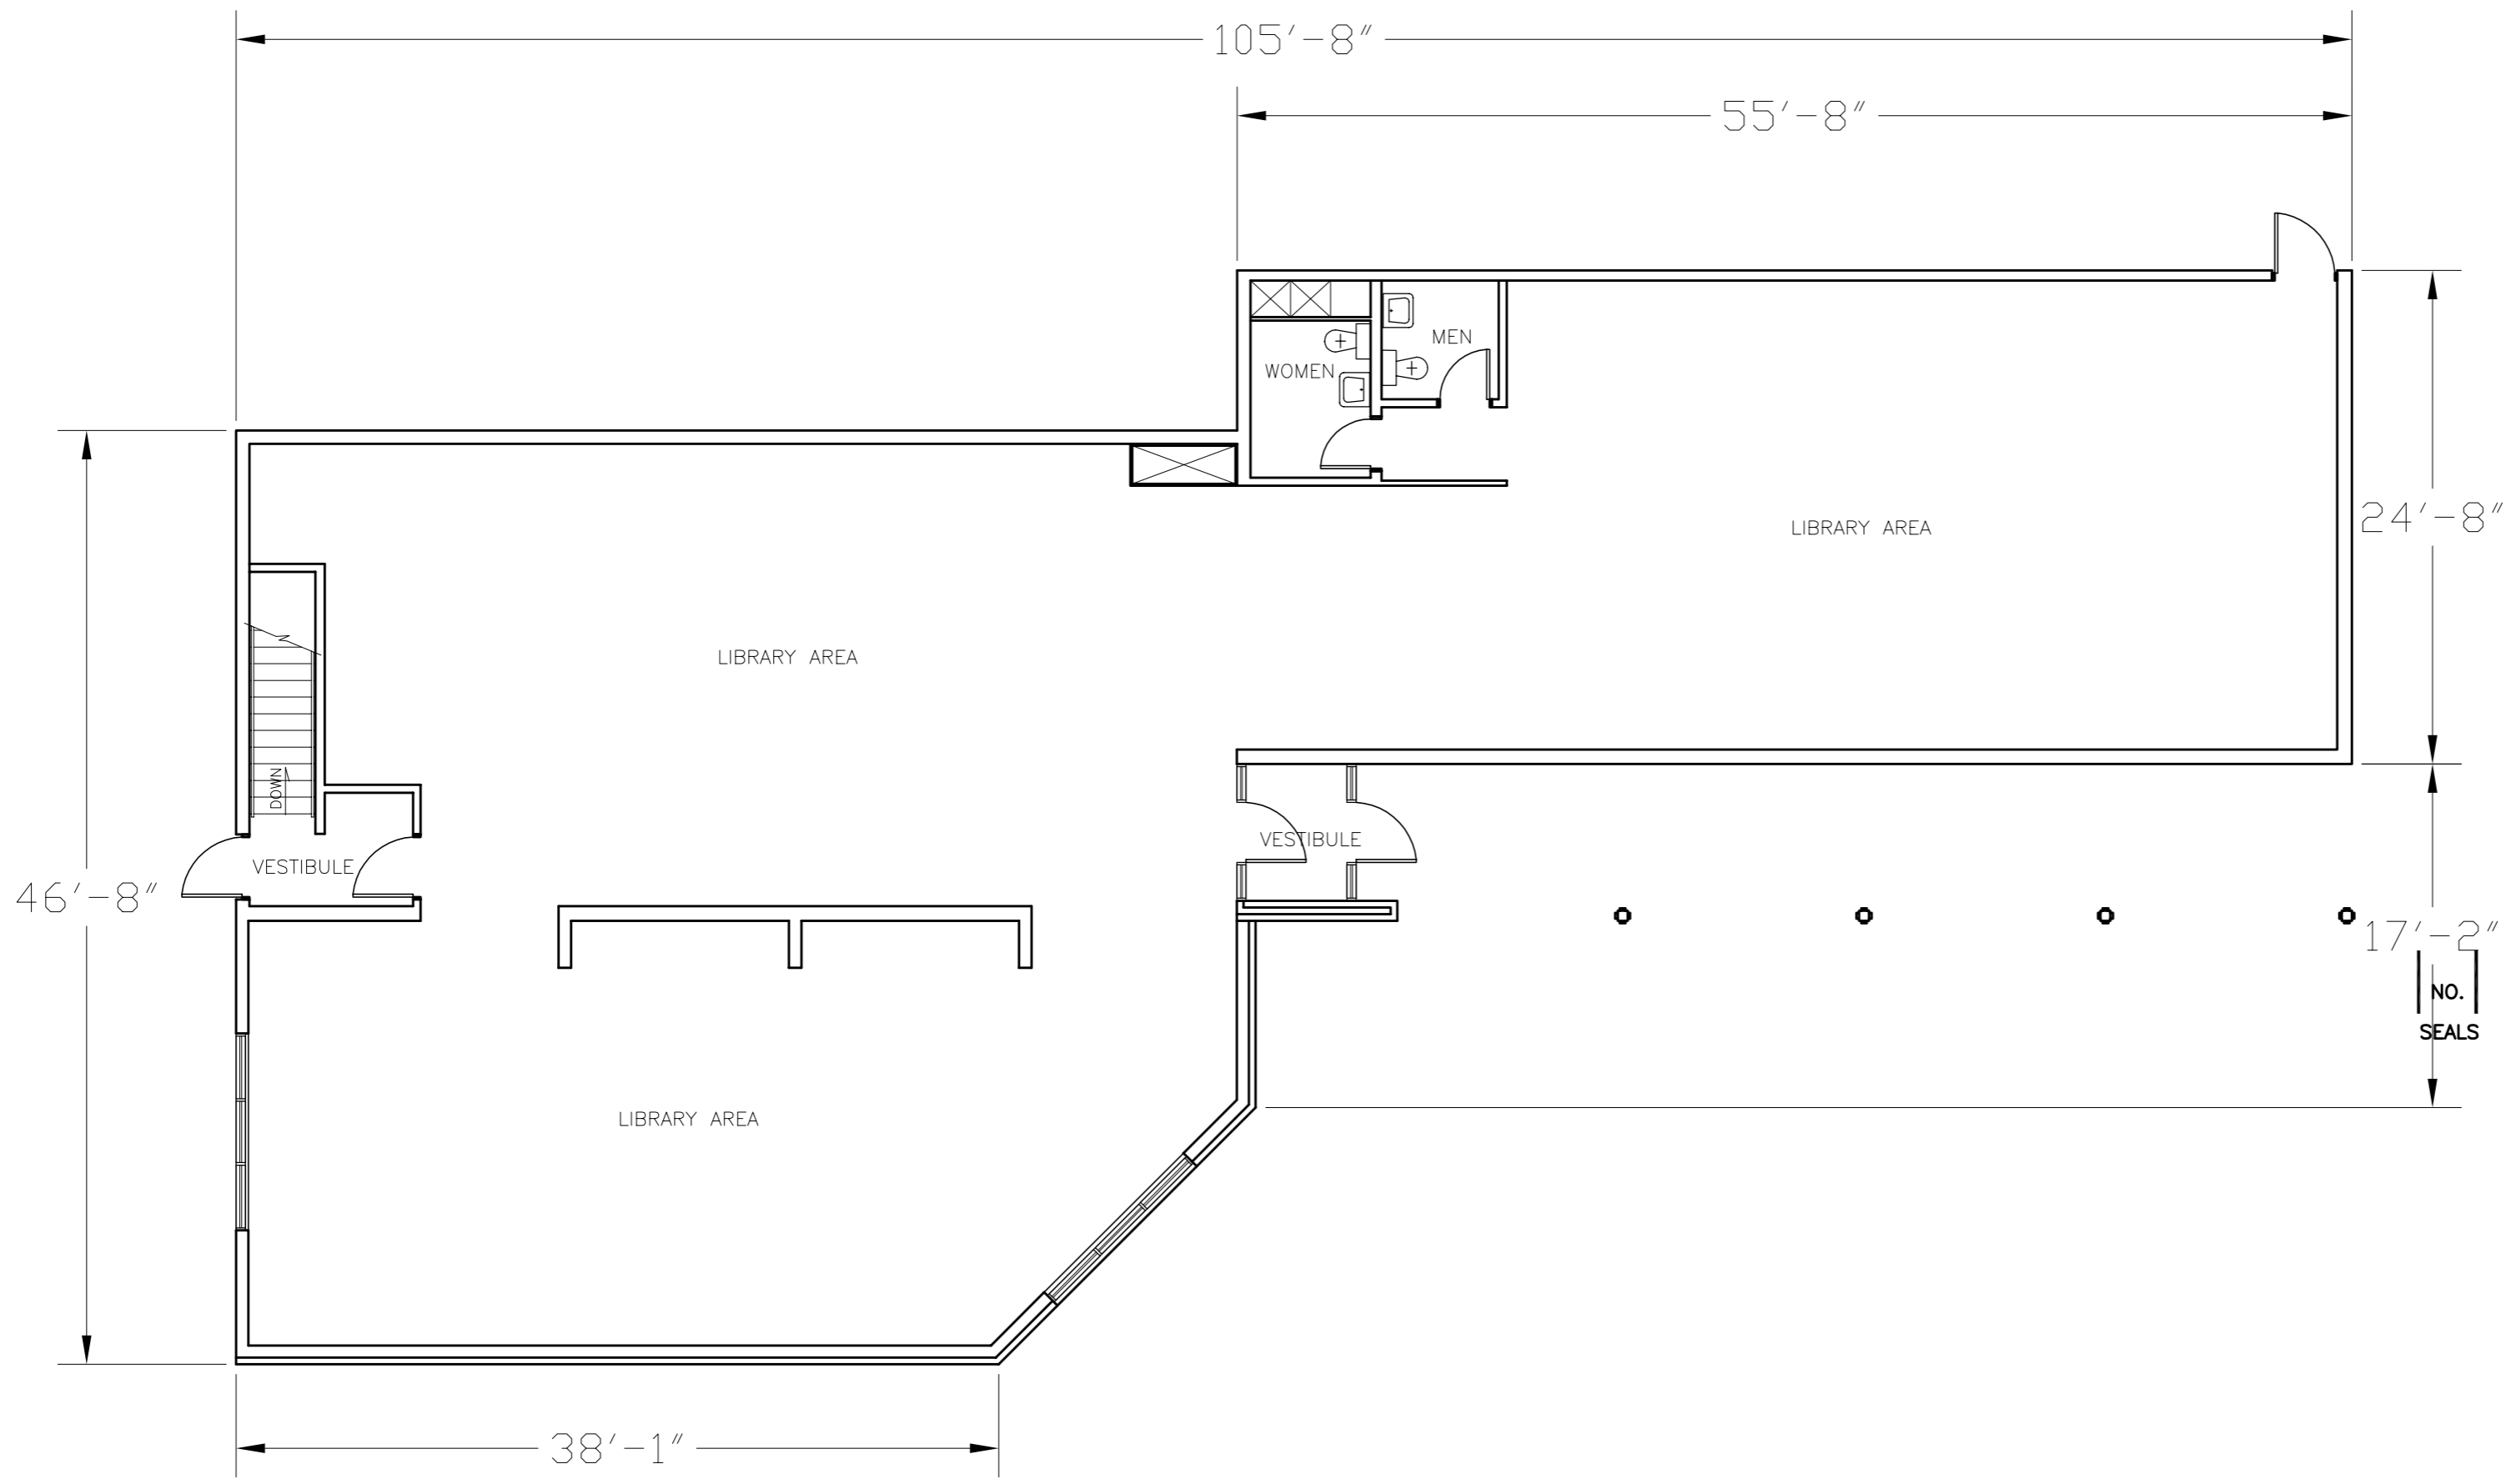 105'-8"
55'-8"
MEN
WOMEN
24'-8"
LIBRARY AREA
LIBRARY AREA
DOWN
VESTIBULE
VESTIBULE
46'-8"
17'-2"
NO.
SEALS
LIBRARY AREA
38'-1"